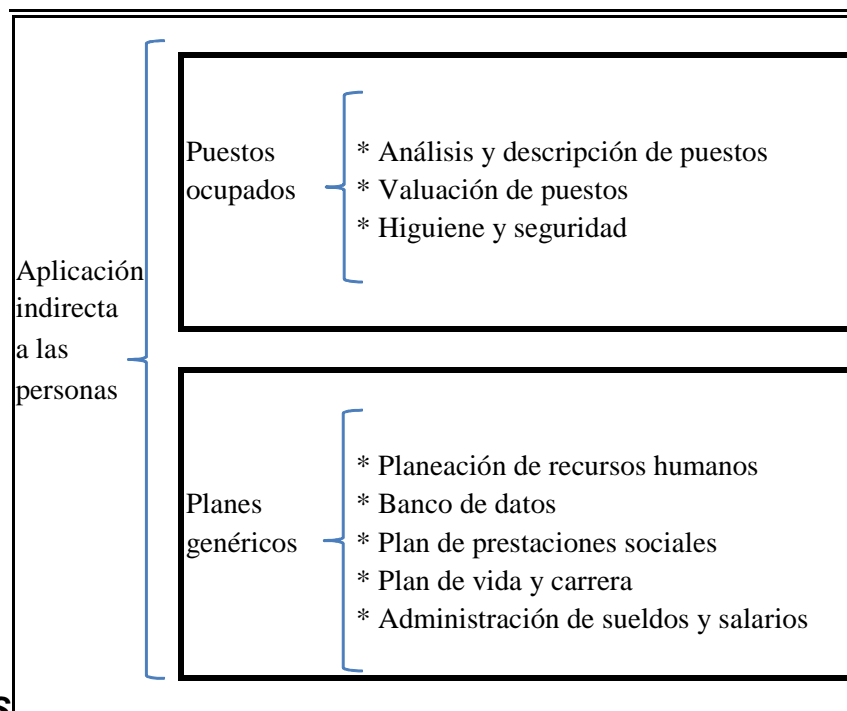 Puestos
ocupados
* Análisis y descripción de puestos
* Valuación de puestos
* Higuiene y seguridad
Aplicación
indirecta
a las
personas
Planes
genéricos
* Planeación de recursos humanos
* Banco de datos
* Plan de prestaciones sociales
* Plan de vida y carrera
* Administración de sueldos y salarios